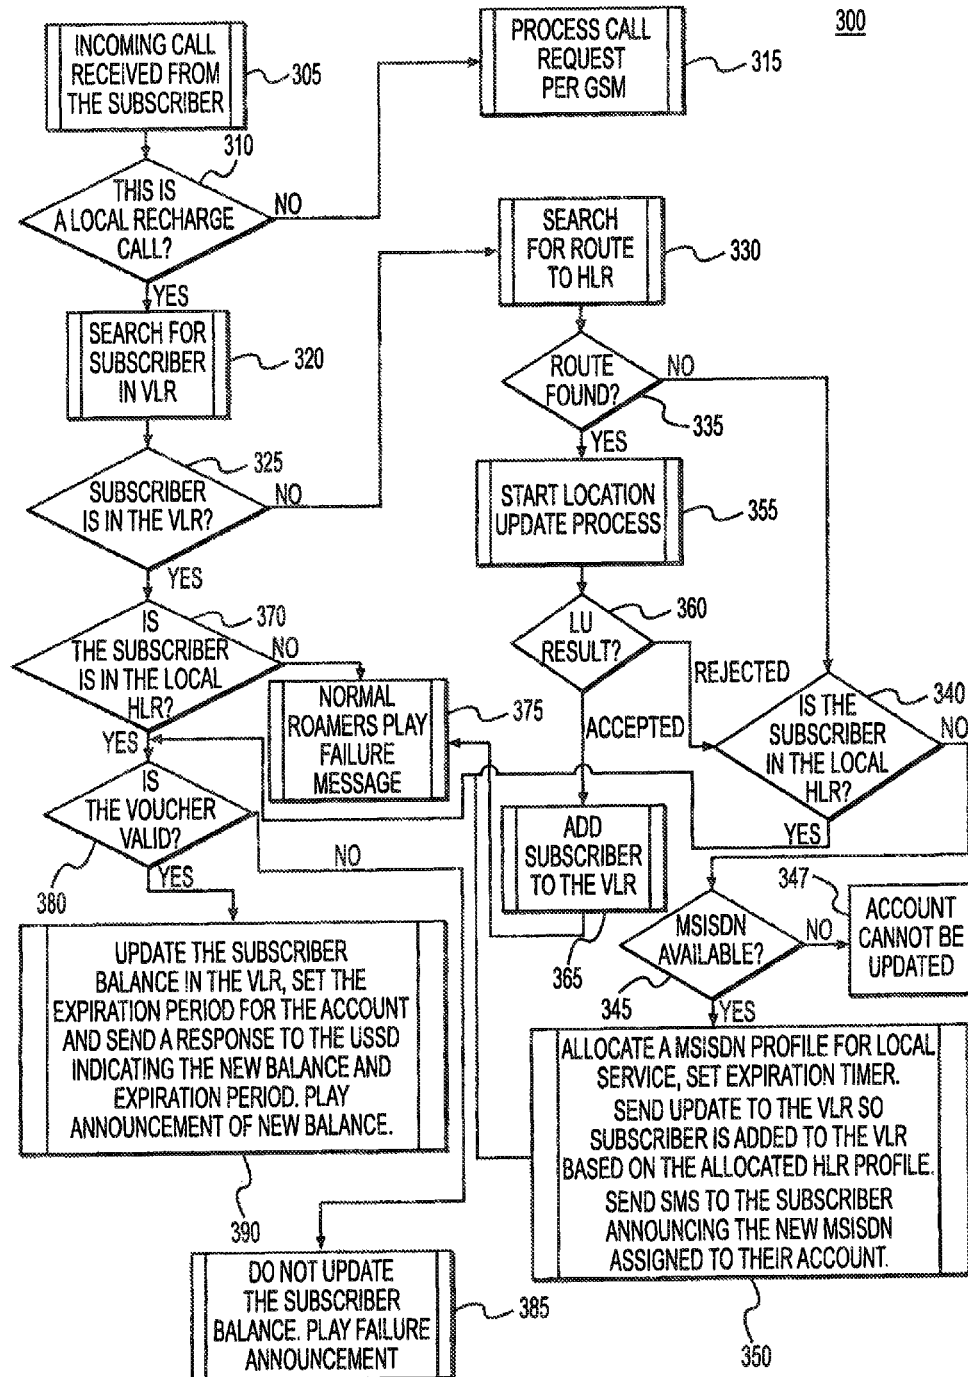 300
INCOMING CALL
RECEIVED FROM
THE SUBSCRIBER
305
PROCESS CALL
REQUEST
PER GSM
315
310
THIS IS
A LOCAL RECHARGE
CALL?
NO
YES
SEARCH FOR
SUBSCRIBER
IN VLR
320
SEARCH
FOR ROUTE
TO HLR
330
ROUTE
FOUND?
NO
335
YES
325
SUBSCRIBER
IS IN THE VLR?
NO
YES
START LOCATION
UPDATE PROCESS
355
360
LU
RESULT?
REJECTED
ACCEPTED
370
IS
THE SUBSCRIBER
IS IN THE LOCAL
HLR?
NO
YES
NORMAL
ROAMERS PLAY
FAILURE
MESSAGE
375
340
IS THE
SUBSCRIBER
IN THE LOCAL
HLR?
NO
YES
IS
THE VOUCHER
VALID?
NO
380
YES
ADD
SUBSCRIBER
TO THE VLR
365
347
ACCOUNT
CANNOT BE
UPDATED
MSISDN
AVAILABLE?
NO
345
YES
UPDATE THE SUBSCRIBER
BALANCE IN THE VLR, SET THE
EXPIRATION PERIOD FOR THE ACCOUNT
AND SEND A RESPONSE TO THE USSD
INDICATING THE NEW BALANCE AND
EXPIRATION PERIOD. PLAY
ANNOUNCEMENT OF NEW BALANCE.
390
ALLOCATE A MSISDN PROFILE FOR LOCAL
SERVICE, SET EXPIRATION TIMER.
SEND UPDATE TO THE VLR SO
SUBSCRIBER IS ADDED TO THE VLR
BASED ON THE ALLOCATED HLR PROFILE.
SEND SMS TO THE SUBSCRIBER
ANNOUNCING THE NEW MSISDN
ASSIGNED TO THEIR ACCOUNT.
350
DO NOT UPDATE
THE SUBSCRIBER
BALANCE. PLAY FAILURE
ANNOUNCEMENT
385